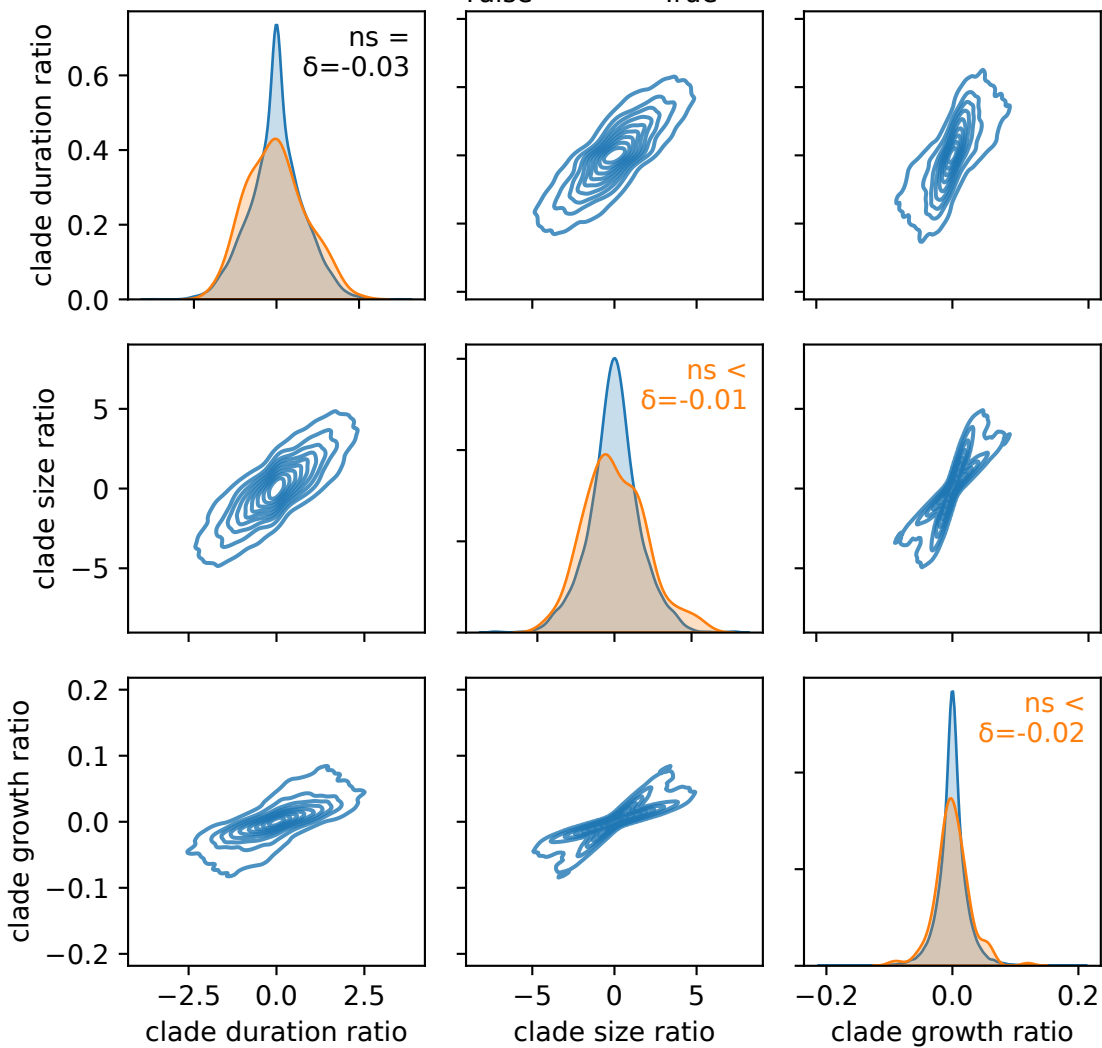 True
ns =
δ=-0.03
clade duration ratio
0.6
0.4
0.2
0.0
ns <
δ=-0.01
clade size ratio
5
0
−5
ns <
δ=-0.02
clade growth ratio
0.2
0.1
0.0
−0.1
−0.2
−2.5 0.0 2.5
−5 0 5
−0.2 0.0 0.2
clade duration ratio
clade size ratio
clade growth ratio